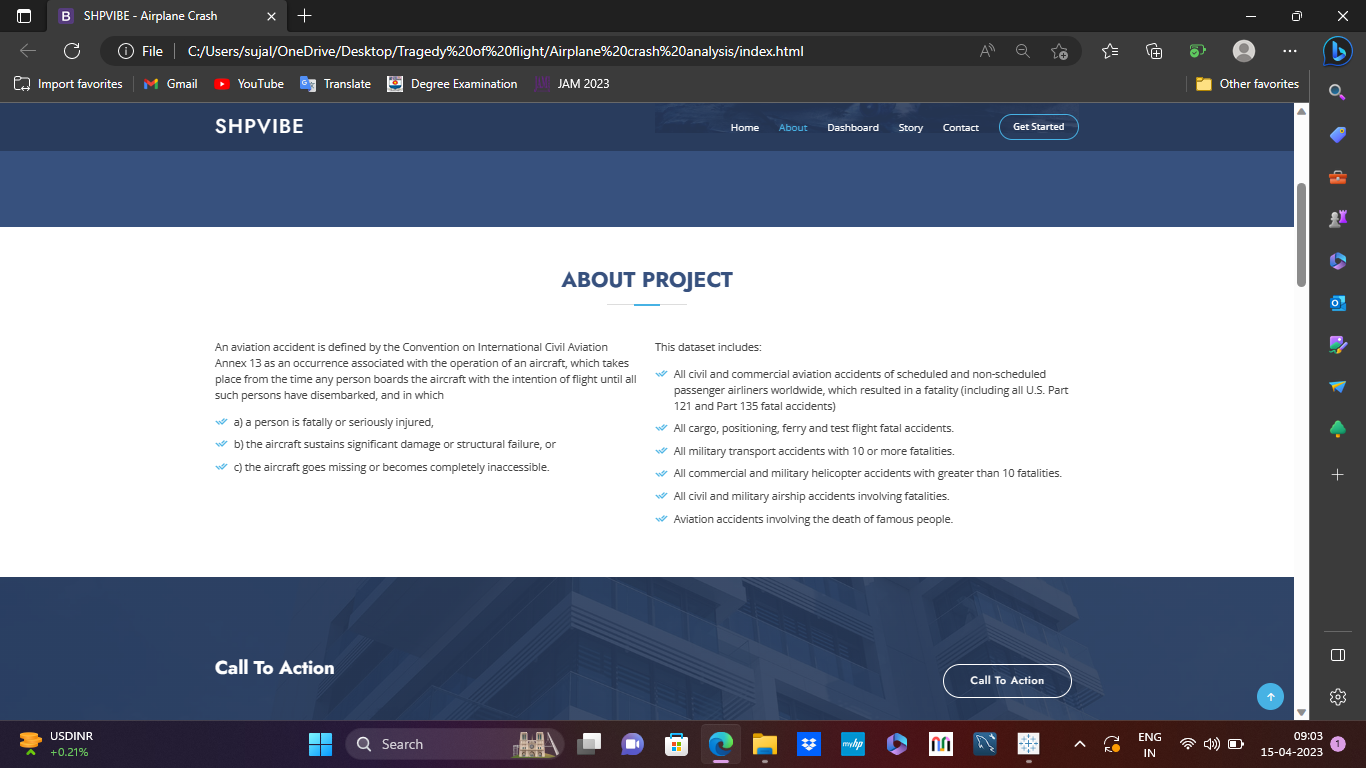 B SHPVIBE - Airplane Crash
File C:/Users/sujal/OneDrive/Desktop/Tragedy%20of%20flight/Airplane%20crash%20analysis/index.html
Import favorites Gmail YouTube Translate Degree Examination JAM 2023 Other favorites
SHPVIBE Home About Dashboard Story Contact Get Started
ABOUT PROJECT
An aviation accident is defined by the Convention on International Civil Aviation
Annex 13 as an occurrence associated with the operation of an aircraft, which takes
place from the time any person boards the aircraft with the intention of flight until all
such persons have disembarked, and in which
a) a person is fatally or seriously injured,
b) the aircraft sustains significant damage or structural failure, or
c) the aircraft goes missing or becomes completely inaccessible.
This dataset includes:
All civil and commercial aviation accidents of scheduled and non-scheduled
passenger airliners worldwide, which resulted in a fatality (including all U.S. Part
121 and Part 135 fatal accidents)
All cargo, positioning, ferry and test flight fatal accidents.
All military transport accidents with 10 or more fatalities.
All commercial and military helicopter accidents with greater than 10 fatalities.
All civil and military airship accidents involving fatalities.
Aviation accidents involving the death of famous people.
Call To Action
Call To Action
USDINR
+0.21%
Search
myhp
ENG
IN
09:03
15-04-2023
1